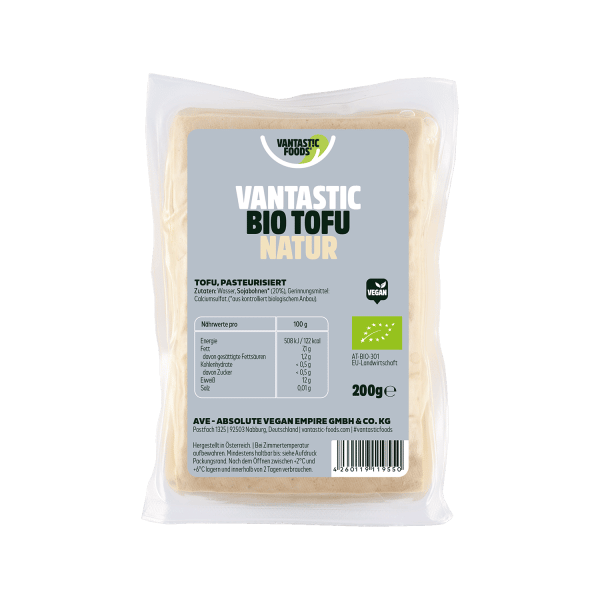 VANTASTIC
FOODS
VANTASTIC
BIO TOFU
NATUR
TOFU, PASTEURISIERT
Zutaten: Wasser, Sojabohnen* (20%), Gerinnungsmittel:
Calciumsulfat, (*aus kontrolliert biologischem Anbau)
VEGAN
Nährwerte pro 100 g
Energie 508 kJ / 122 kcal
Fett 7,1 g
davon gesättigte Fettsäuren 1,2 g
Kohlenhydrate < 0,5 g
davon Zucker < 0,5 g
Eiweiß 12 g
Salz 0,01 g
AT-BIO-301
EU-Landwirtschaft
200g e
AVE - ABSOLUTE VEGAN EMPIRE GMBH & CO. KG
Postfach 1325 | 92503 Nabburg, Deutschland | vantastic-foods.com | #vantasticfoods
Hergestellt in Österreich. | Bei Zimmertemperatur
aufbewahren. Mindestens haltbar bis: siehe Aufdruck
Packungsrand. Nach dem Öffnen zwischen +2°C und
+6°C lagern und innerhalb von 2 Tagen verbrauchen.
4 260119 119550